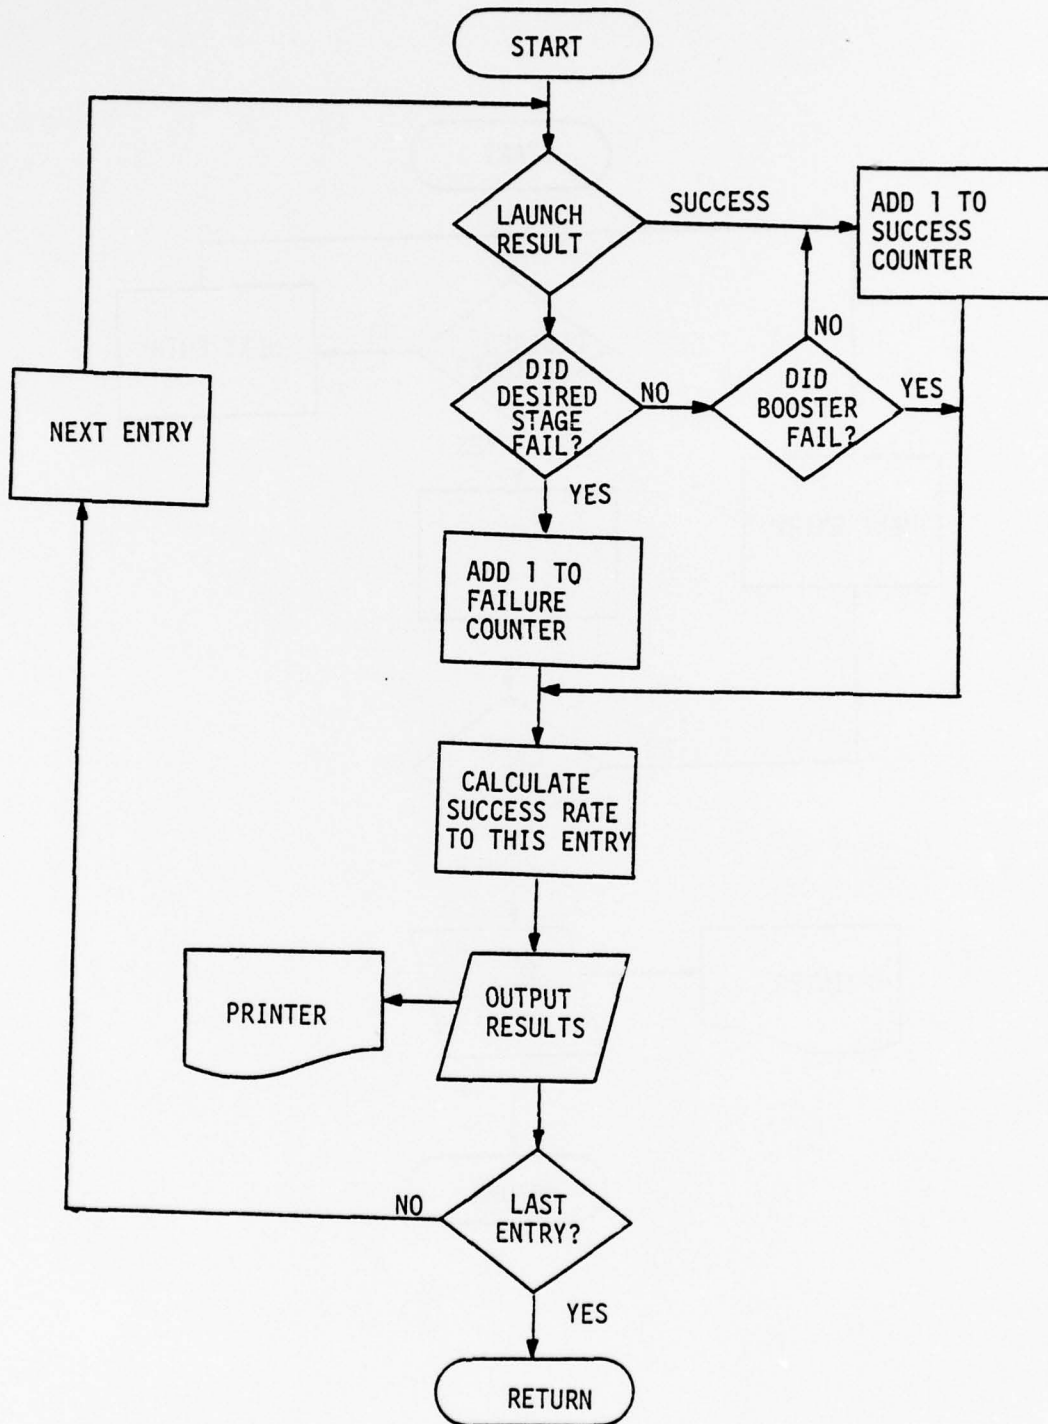 START
LAUNCH
RESULT
SUCCESS
ADD 1 TO
SUCCESS
COUNTER
DID
DESIRED
STAGE
FAIL?
NO
DID
BOOSTER
FAIL?
NO
YES
NEXT ENTRY
YES
ADD 1 TO
FAILURE
COUNTER
CALCULATE
SUCCESS RATE
TO THIS ENTRY
PRINTER
OUTPUT
RESULTS
NO
LAST
ENTRY?
YES
RETURN